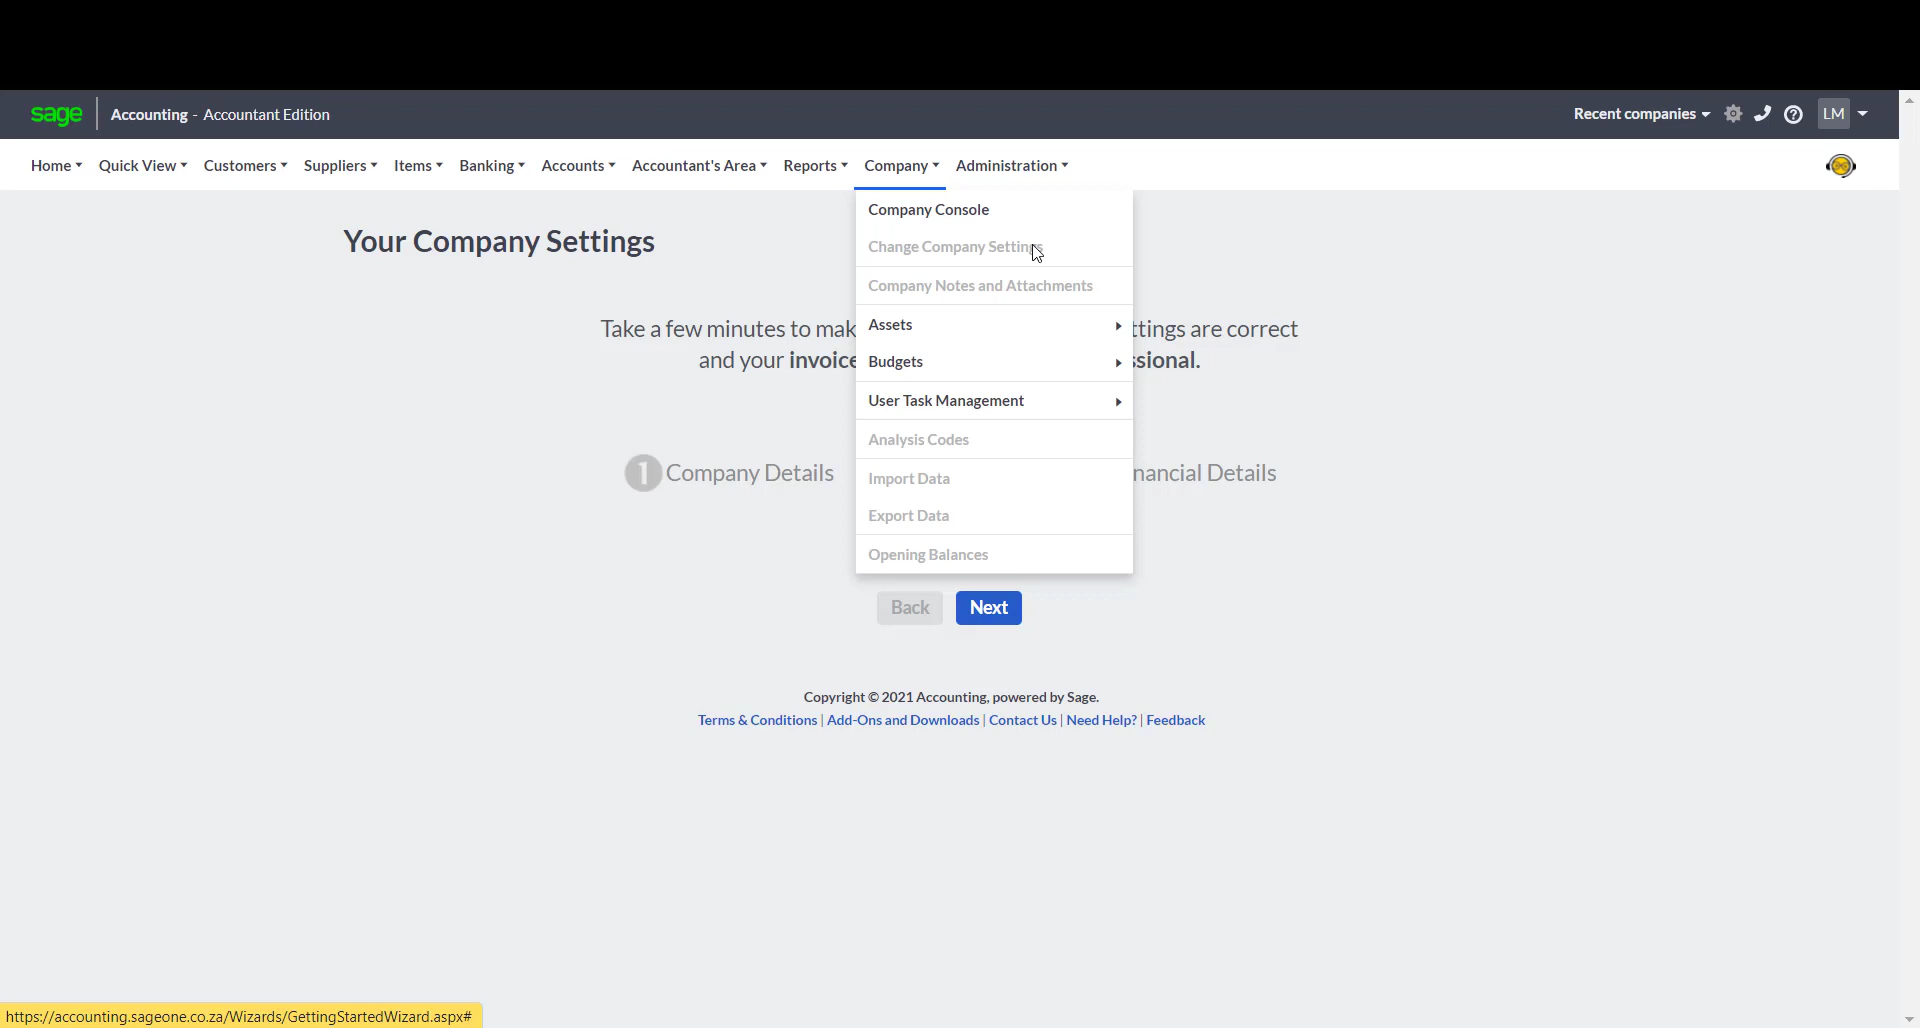 sage Accounting - Accountant Edition Recent companies LM
Home Quick View Customers Suppliers Items Banking Accounts Accountant's Area Reports Company Administration
Your Company Settings
Company Console
Change Company Settings
Company Notes and Attachments
Assets
Budgets
User Task Management
Analysis Codes
Import Data
Export Data
Opening Balances
Take a few minutes to mak ttings are correct
and your invoice ssional.
1 Company Details nancial Details
Back Next
Copyright © 2021 Accounting, powered by Sage.
Terms & Conditions | Add-Ons and Downloads | Contact Us | Need Help? | Feedback
https://accounting.sageone.co.za/Wizards/GettingStartedWizard.aspx#